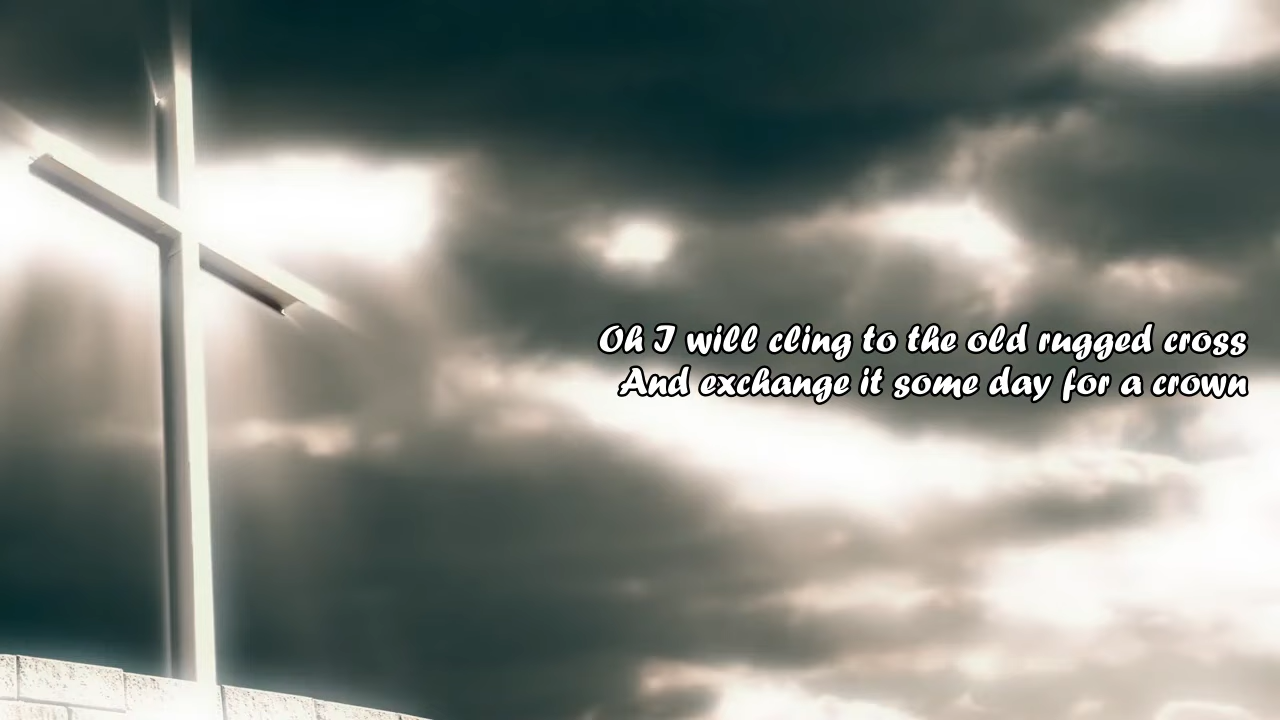 Oh I will cling to the old rugged cross
And exchange it some day for a crown